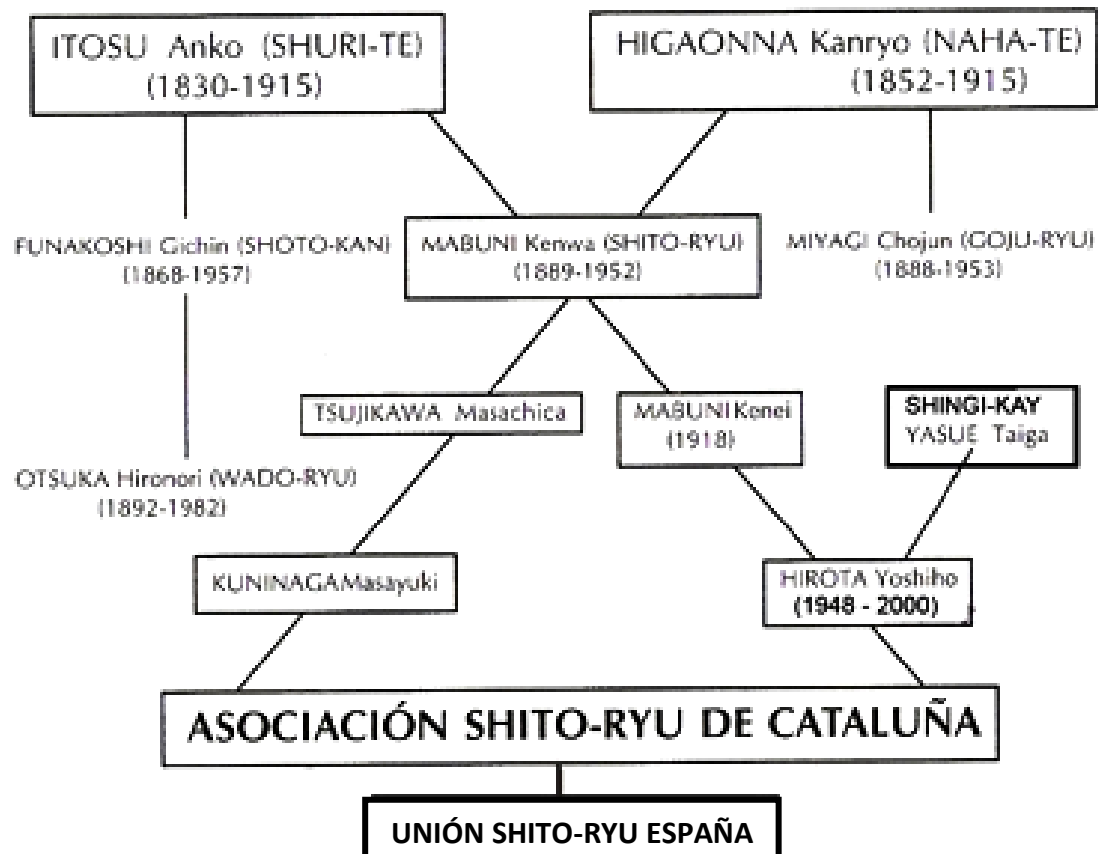 ITOSU Anko (SHURI-TE)
(1830-1915)
HIGAONNA Kanryo (NAHA-TE)
(1852-1915)
FUNAKOSHI Gichin (SHOTO-KAN)
(1868-1957)
MABUNI Kenwa (SHITO-RYU)
(1889-1952)
MIYAGI Chojun (GOJU-RYU)
(1888-1953)
TSUJIKAWA Masachica
MABUNI Kenei
(1918)
SHINGI-KAY
YASUE Taiga
OTSUKA Hironori (WADO-RYU)
(1892-1982)
KUNINAGAMasayuki
HIROTA Yoshiho
(1948 - 2000)
ASOCIACIÓN SHITO-RYU DE CATALUÑA
UNIÓN SHITO-RYU ESPAÑA